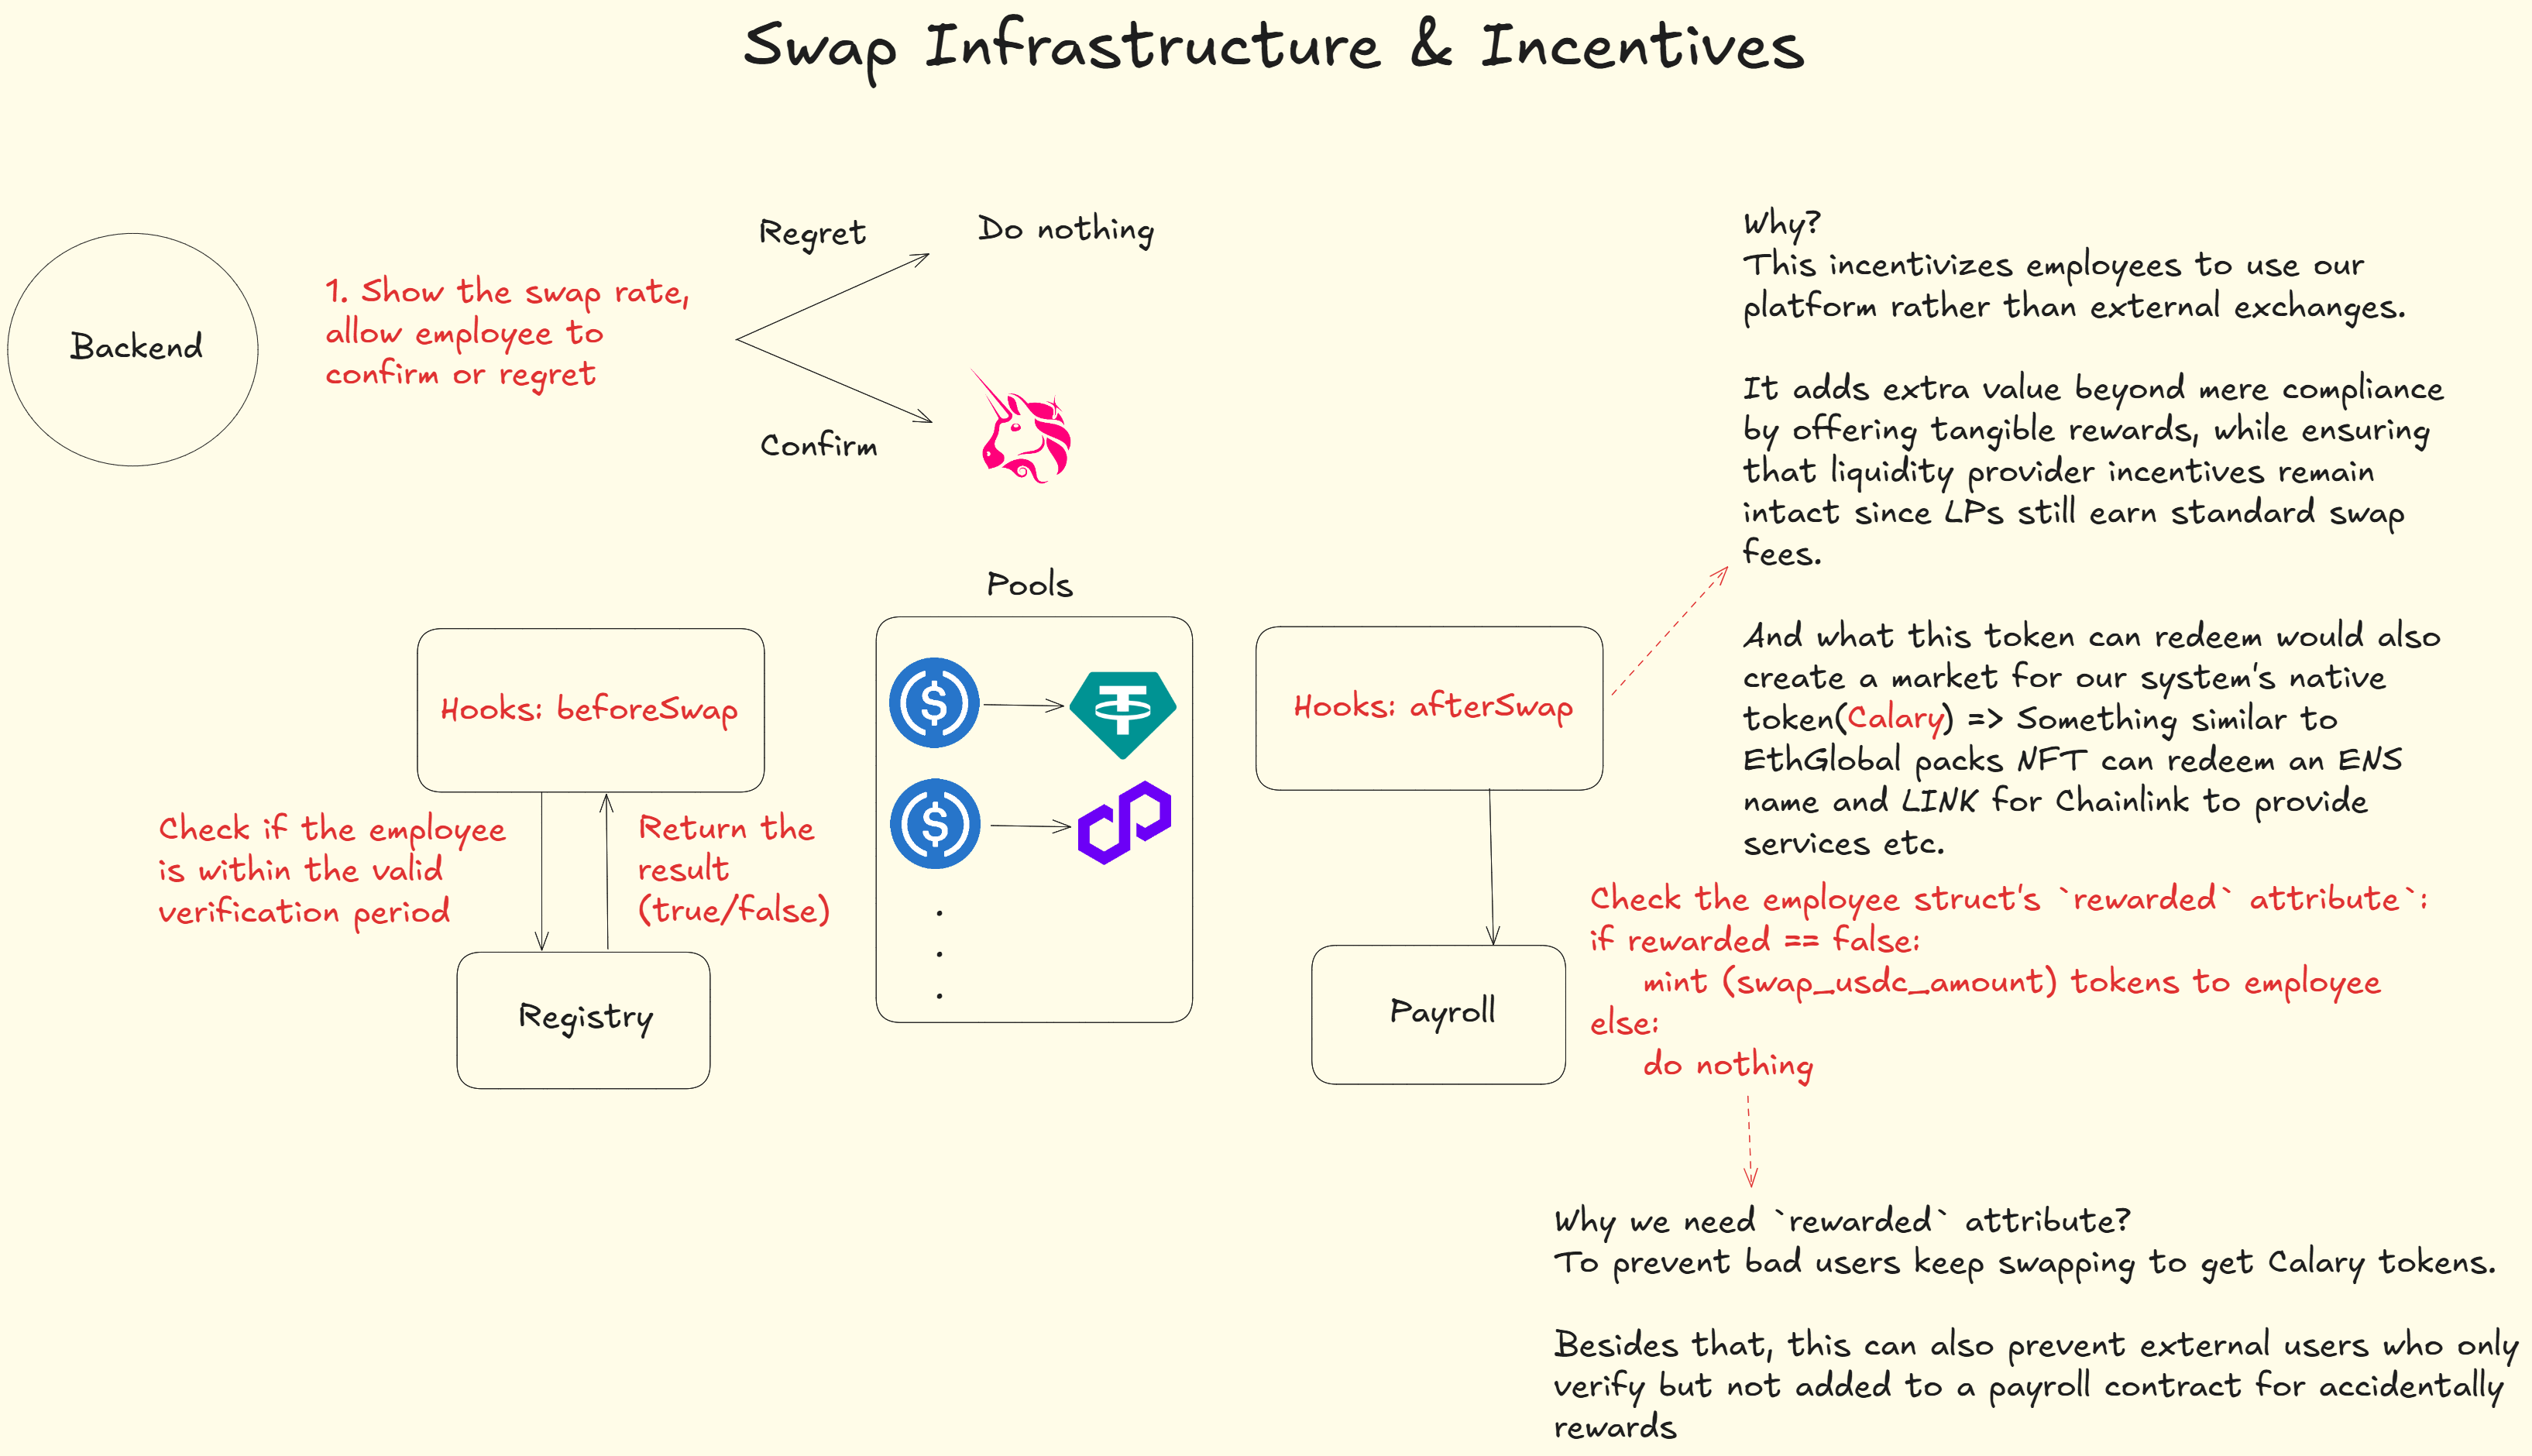 Swap Infrastructure & Incentives
Backend
1. Show the swap rate,
allow employee to
confirm or regret
Regret
Do nothing
Confirm
Why?
This incentivizes employees to use our
platform rather than external exchanges.
It adds extra value beyond mere compliance
by offering tangible rewards, while ensuring
that liquidity provider incentives remain
intact since LPs still earn standard swap
fees.
And what this token can redeem would also
create a market for our system's native
token(Calary) => Something similar to
EthGlobal packs NFT can redeem an ENS
name and LINK for Chainlink to provide
services etc.
Hooks: beforeSwap
Check if the employee
is within the valid
verification period
Return the
result
(true/false)
Registry
Pools
Hooks: afterSwap
Payroll
Check the employee struct's `rewarded` attribute`:
if rewarded == false:
mint (swap_usdc_amount) tokens to employee
else:
do nothing
Why we need `rewarded` attribute?
To prevent bad users keep swapping to get Calary tokens.
Besides that, this can also prevent external users who only
verify but not added to a payroll contract for accidentally
rewards